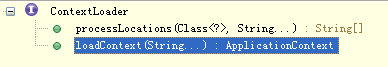 ContextLoader
processLocations(Class<?>, String...) : String[]
loadContext(String...) : ApplicationContext